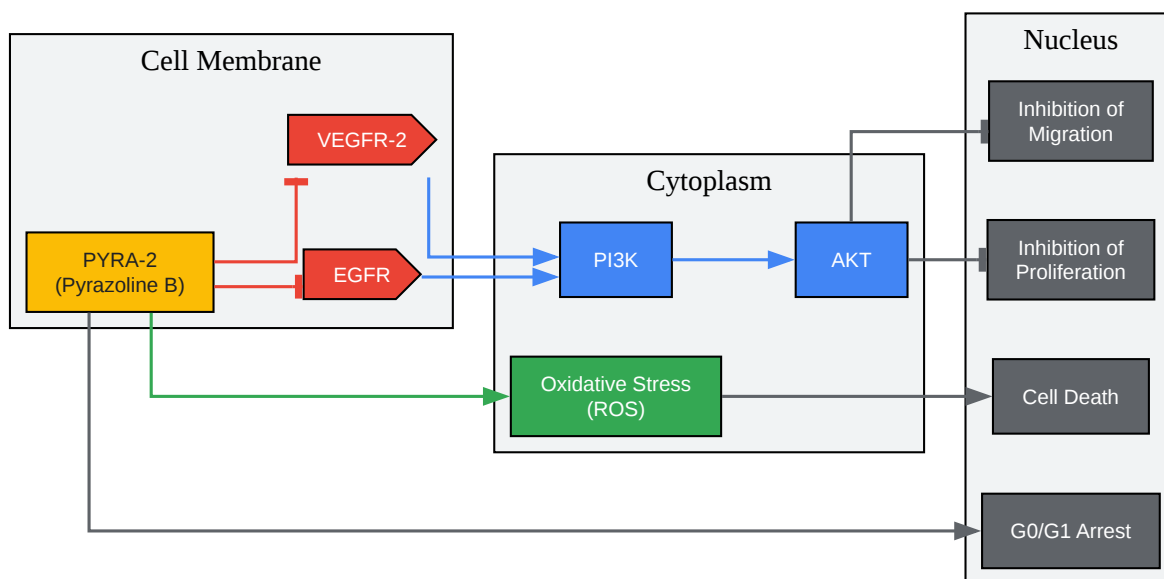 Cell Membrane
VEGFR-2
PYRA-2
(Pyrazoline B)
EGFR
Cytoplasm
PI3K
AKT
Oxidative Stress
(ROS)
Nucleus
Inhibition of
Migration
Inhibition of
Proliferation
Cell Death
G0/G1 Arrest